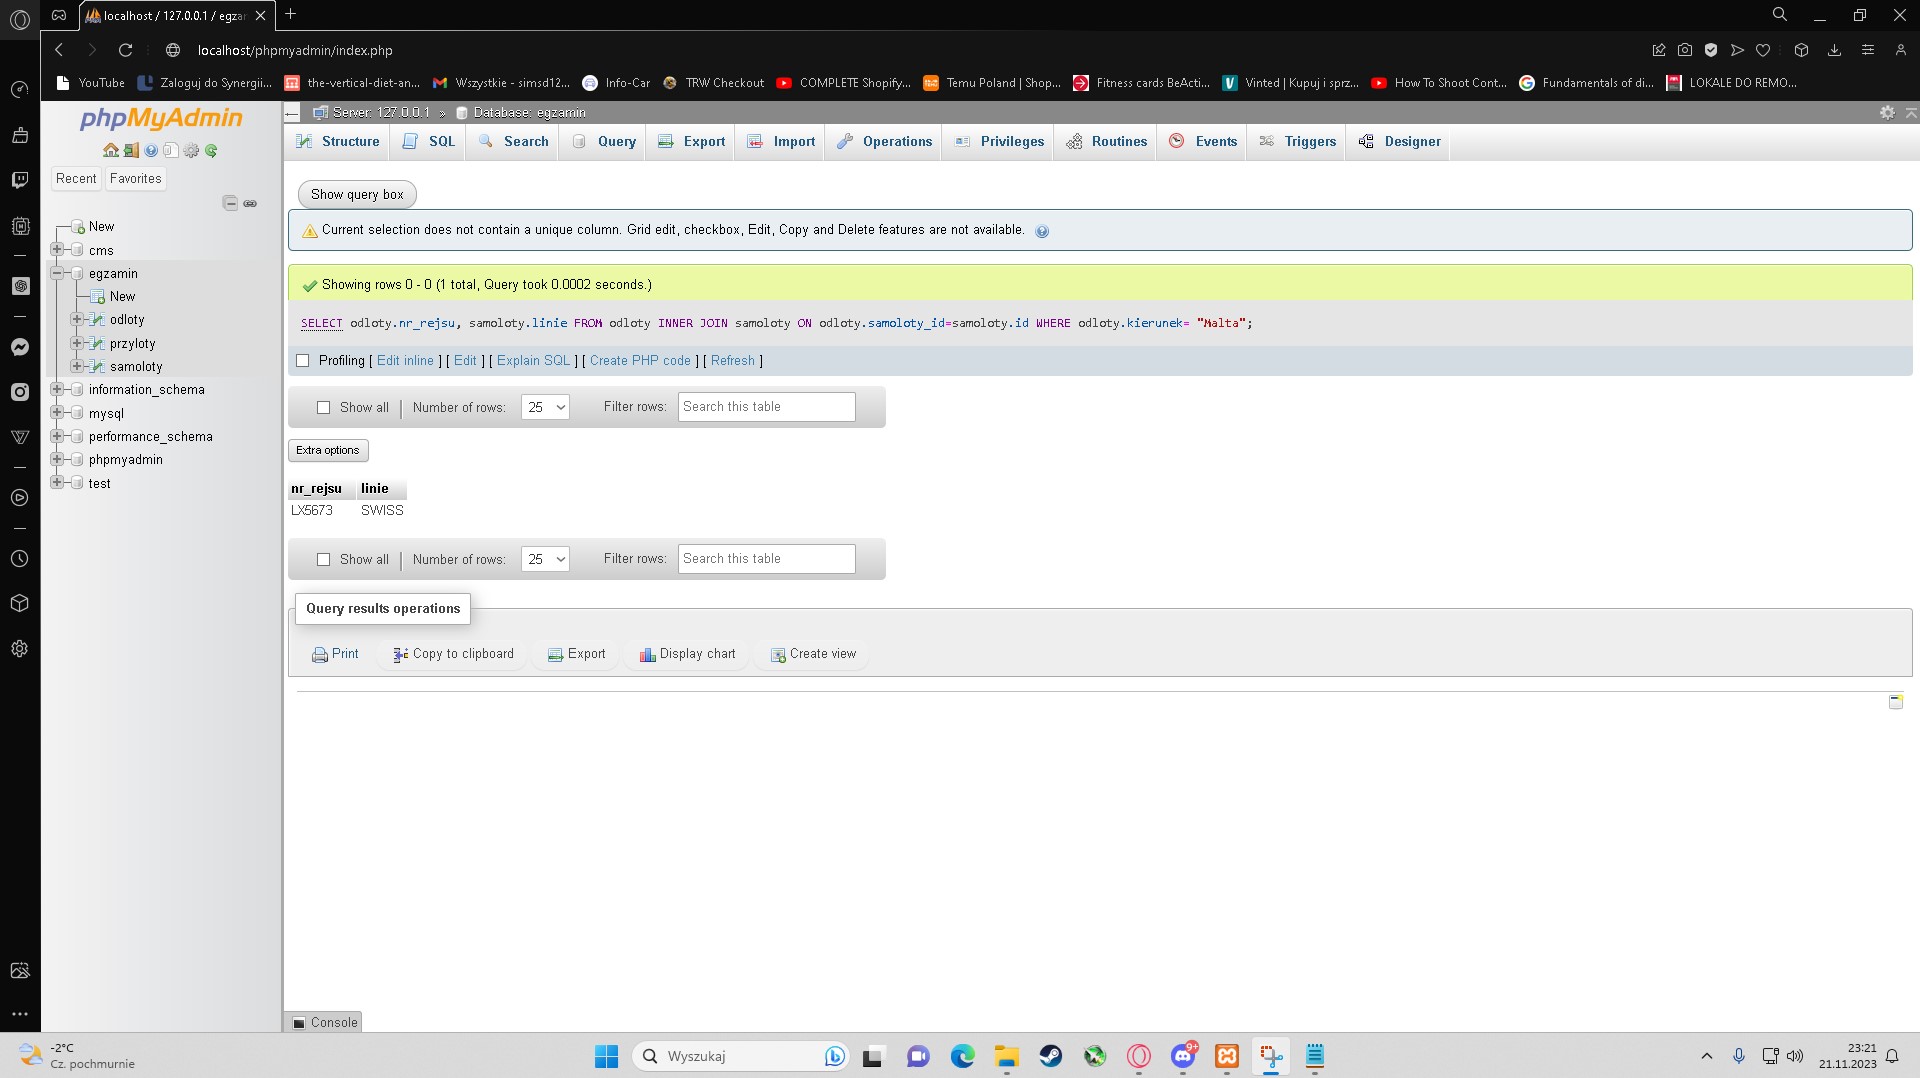 localhost / 127.0.0.1 / egzar
localhost/phpmyadmin/index.php
YouTube Zaloguj do Synergii... the-vertical-diet-an... Wszystkie - simsd12... Info-Car TRW Checkout COMPLETE Shopify... Temu Poland | Shop... Fitness cards BeActi... Vinted | Kupuj i sprz... How To Shoot Cont... Fundamentals of di... LOKALE DO REMO...
phpMyAdmin
Server: 127.0.0.1 » Database: egzamin
Structure SQL Search Query Export Import Operations Privileges Routines Events Triggers Designer
Recent Favorites
New
cms
egzamin
New
odloty
przyloty
samoloty
information_schema
mysql
performance_schema
phpmyadmin
test
Show query box
Current selection does not contain a unique column. Grid edit, checkbox, Edit, Copy and Delete features are not available.
Showing rows 0 - 0 (1 total, Query took 0.0002 seconds.)
SELECT odloty.nr_rejsu, samoloty.linie FROM odloty INNER JOIN samoloty ON odloty.samoloty_id=samoloty.id WHERE odloty.kierunek= "Malta";
Profiling [ Edit inline ] [ Edit ] [ Explain SQL ] [ Create PHP code ] [ Refresh ]
Show all | Number of rows: 25 Filter rows: Search this table
Extra options
nr_rejsu linie
LX5673 SWISS
Show all | Number of rows: 25 Filter rows: Search this table
Query results operations
Print Copy to clipboard Export Display chart Create view
Console
-2°C
Cz. pochmurnie
Wyszukaj
9+
23:21
21.11.2023